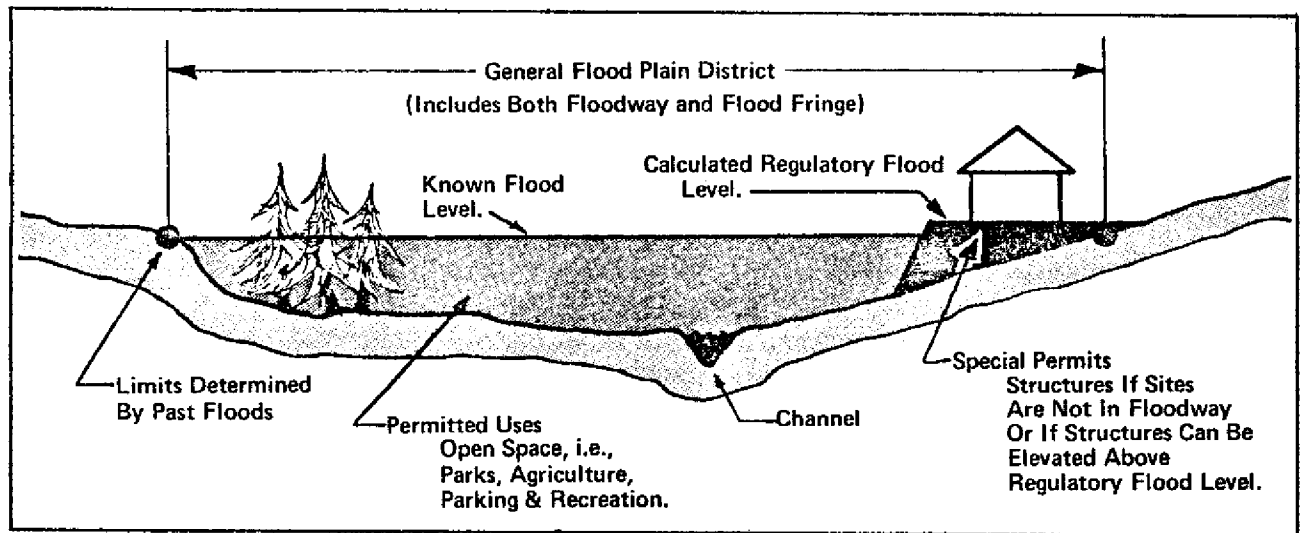 General Flood Plain District
(Includes Both Floodway and Flood Fringe)
Known Flood
Level.
Calculated Regulatory Flood
Level.
Limits Determined
By Past Floods
Permitted Uses
Open Space, i.e.,
Parks, Agriculture,
Parking & Recreation.
Channel
Special Permits
Structures If Sites
Are Not in Floodway
Or If Structures Can Be
Elevated Above
Regulatory Flood Level.